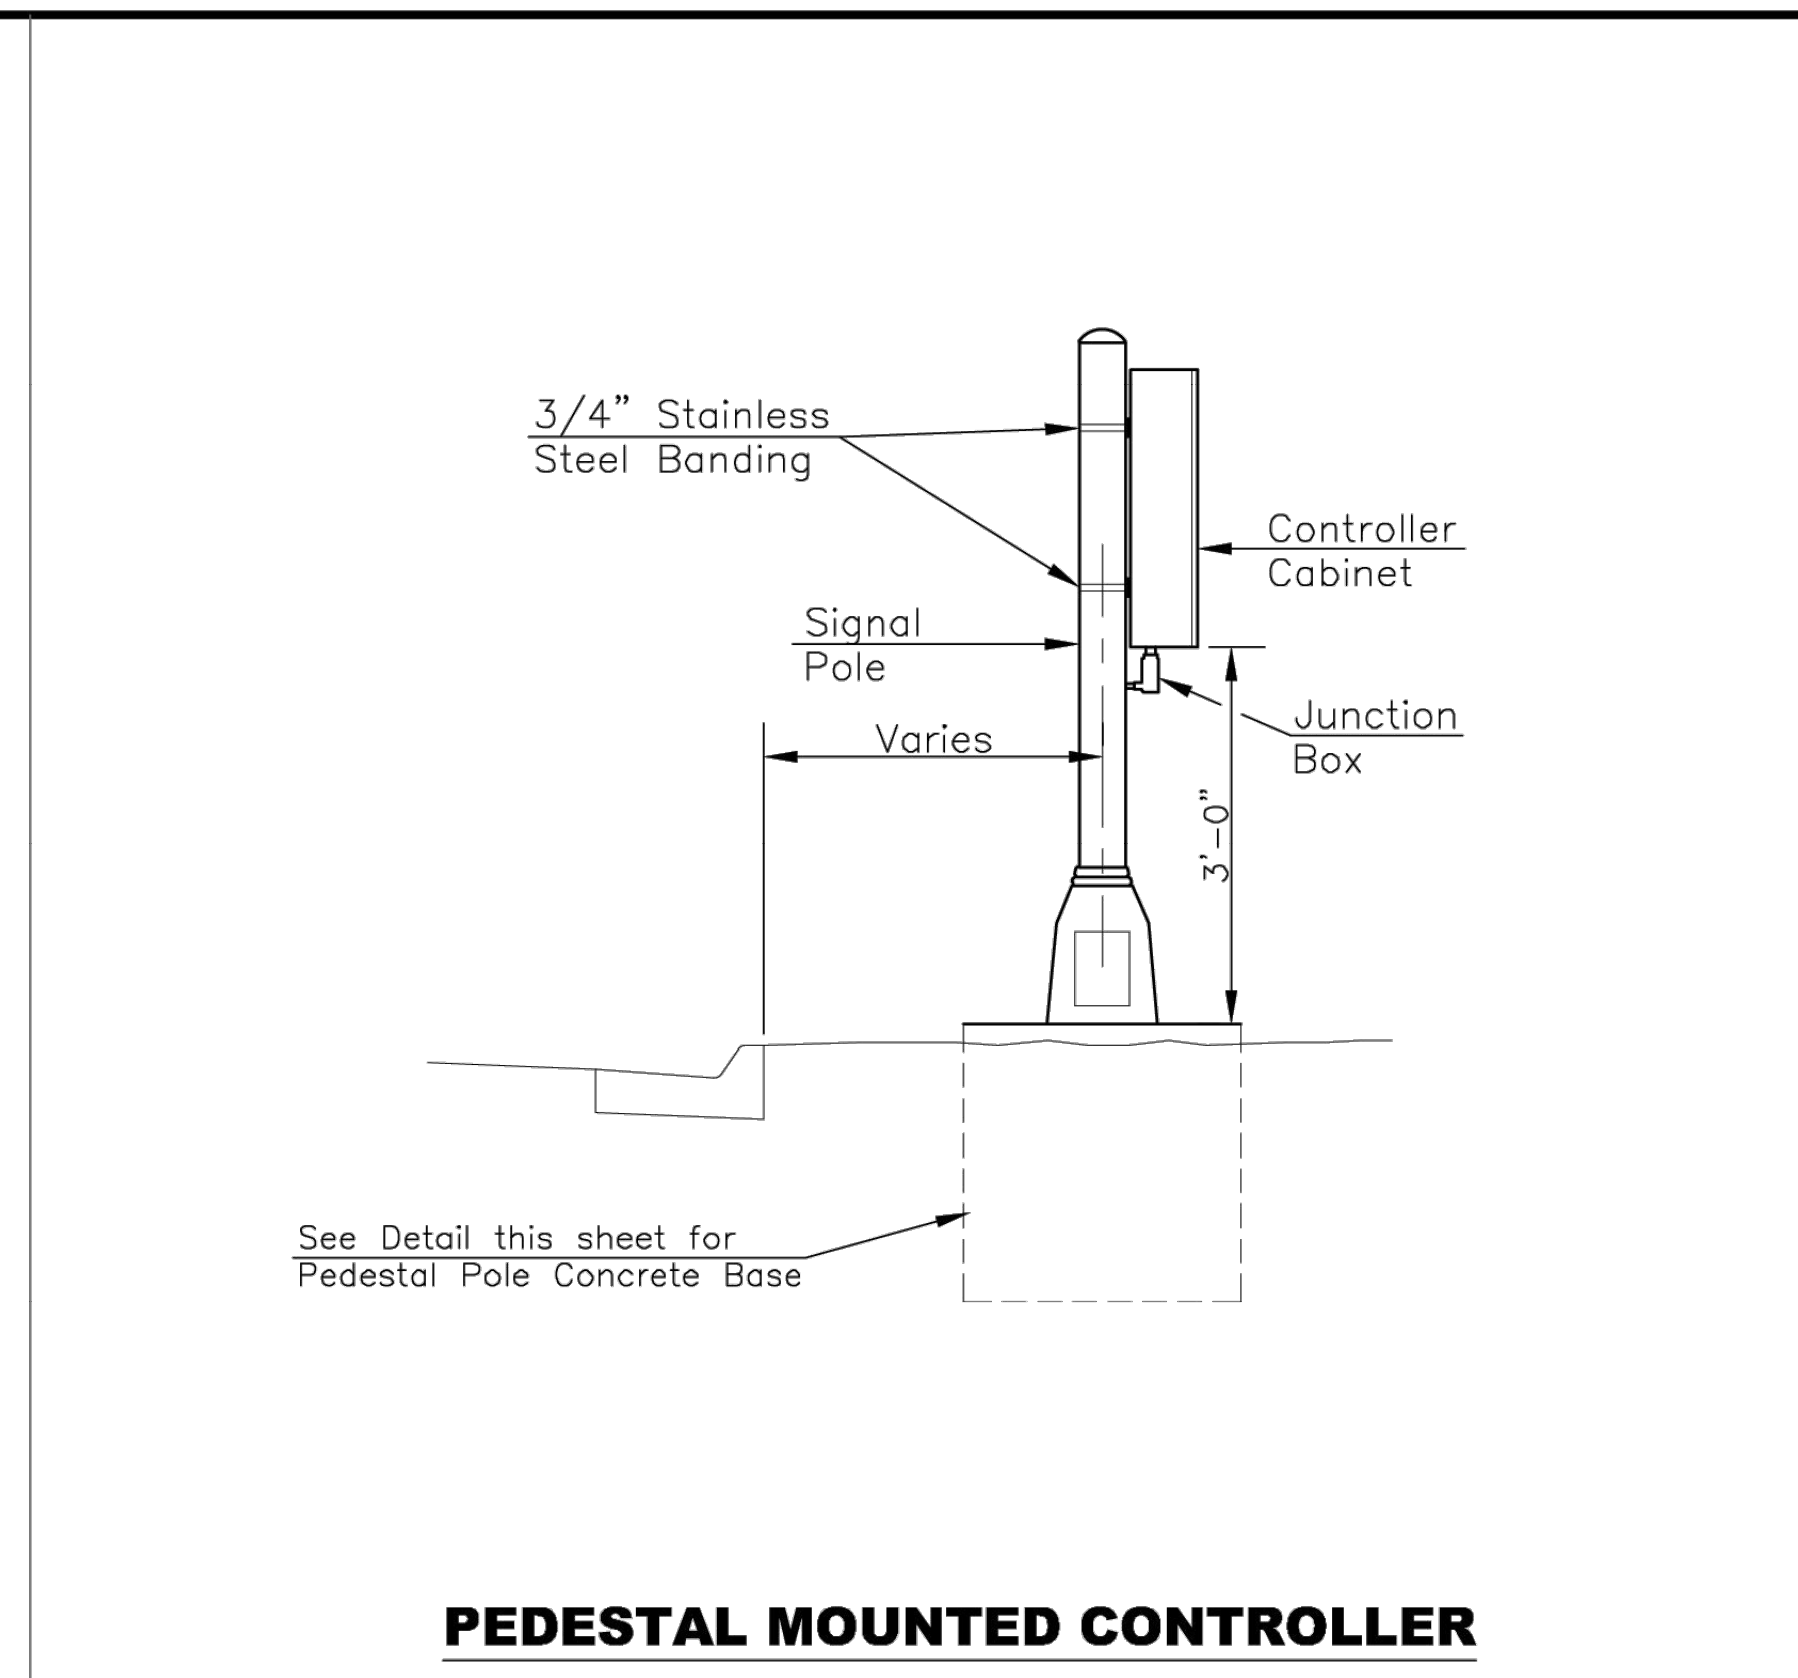 3/4” Stainless
Steel Banding
Controller
Cabinet
Signal
Pole
Junction
Box
Varies
3'-0”
See Detail this sheet for
Pedestal Pole Concrete Base
PEDESTAL MOUNTED CONTROLLER